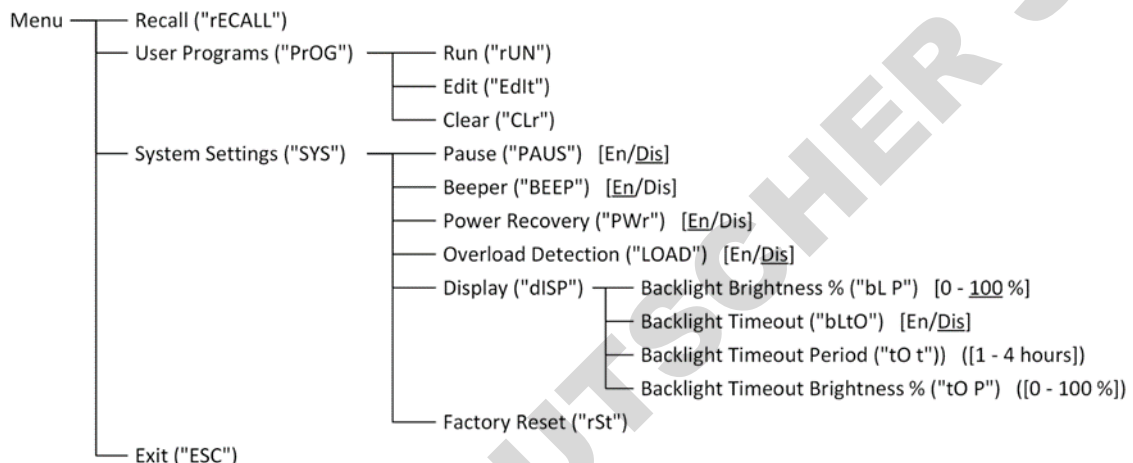 Menu Recall ("rECALL")
User Programs ("PrOG") Run ("rUN")
Edit ("EdIt")
Clear ("CLr")
System Settings ("SYS") Pause ("PAUS") [En/Dis]
Beeper ("BEEP") [En/Dis]
Power Recovery ("PWr") [En/Dis]
Overload Detection ("LOAD") [En/Dis]
Display ("dISP") Backlight Brightness % ("bL P") [0 - 100 %]
Backlight Timeout ("bLtO") [En/Dis]
Backlight Timeout Period ("tO t")) ([1 - 4 hours])
Backlight Timeout Brightness % ("tO P") ([0 - 100 %])
Factory Reset ("rSt")
Exit ("ESC")
UTSCHER